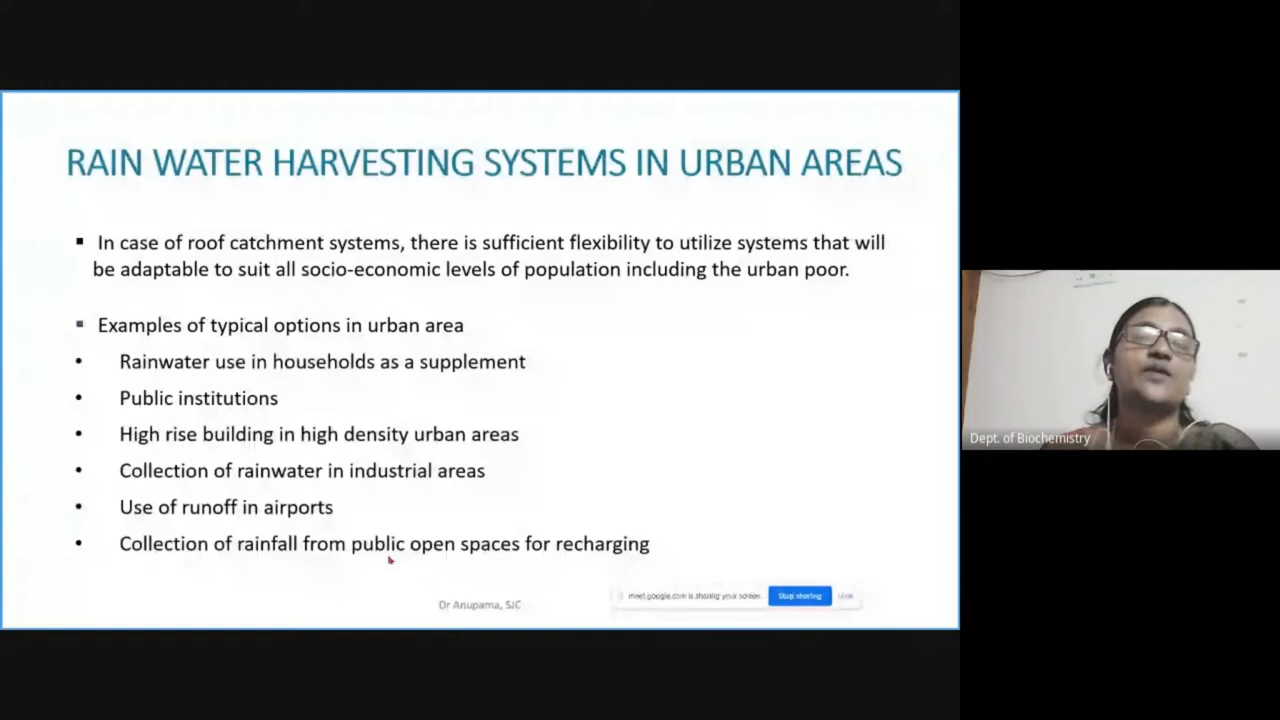 RAIN WATER HARVESTING SYSTEMS IN URBAN AREAS
▪ In case of roof catchment systems, there is sufficient flexibility to utilize systems that will
be adaptable to suit all socio-economic levels of population including the urban poor.
▪ Examples of typical options in urban area
• Rainwater use in households as a supplement
• Public institutions
• High rise building in high density urban areas
• Collection of rainwater in industrial areas
• Use of runoff in airports
• Collection of rainfall from public open spaces for recharging
Dr Anupama, SJC
meet.google.com is sharing your screen. Stop sharing Hide
Dept. of Biochemistry